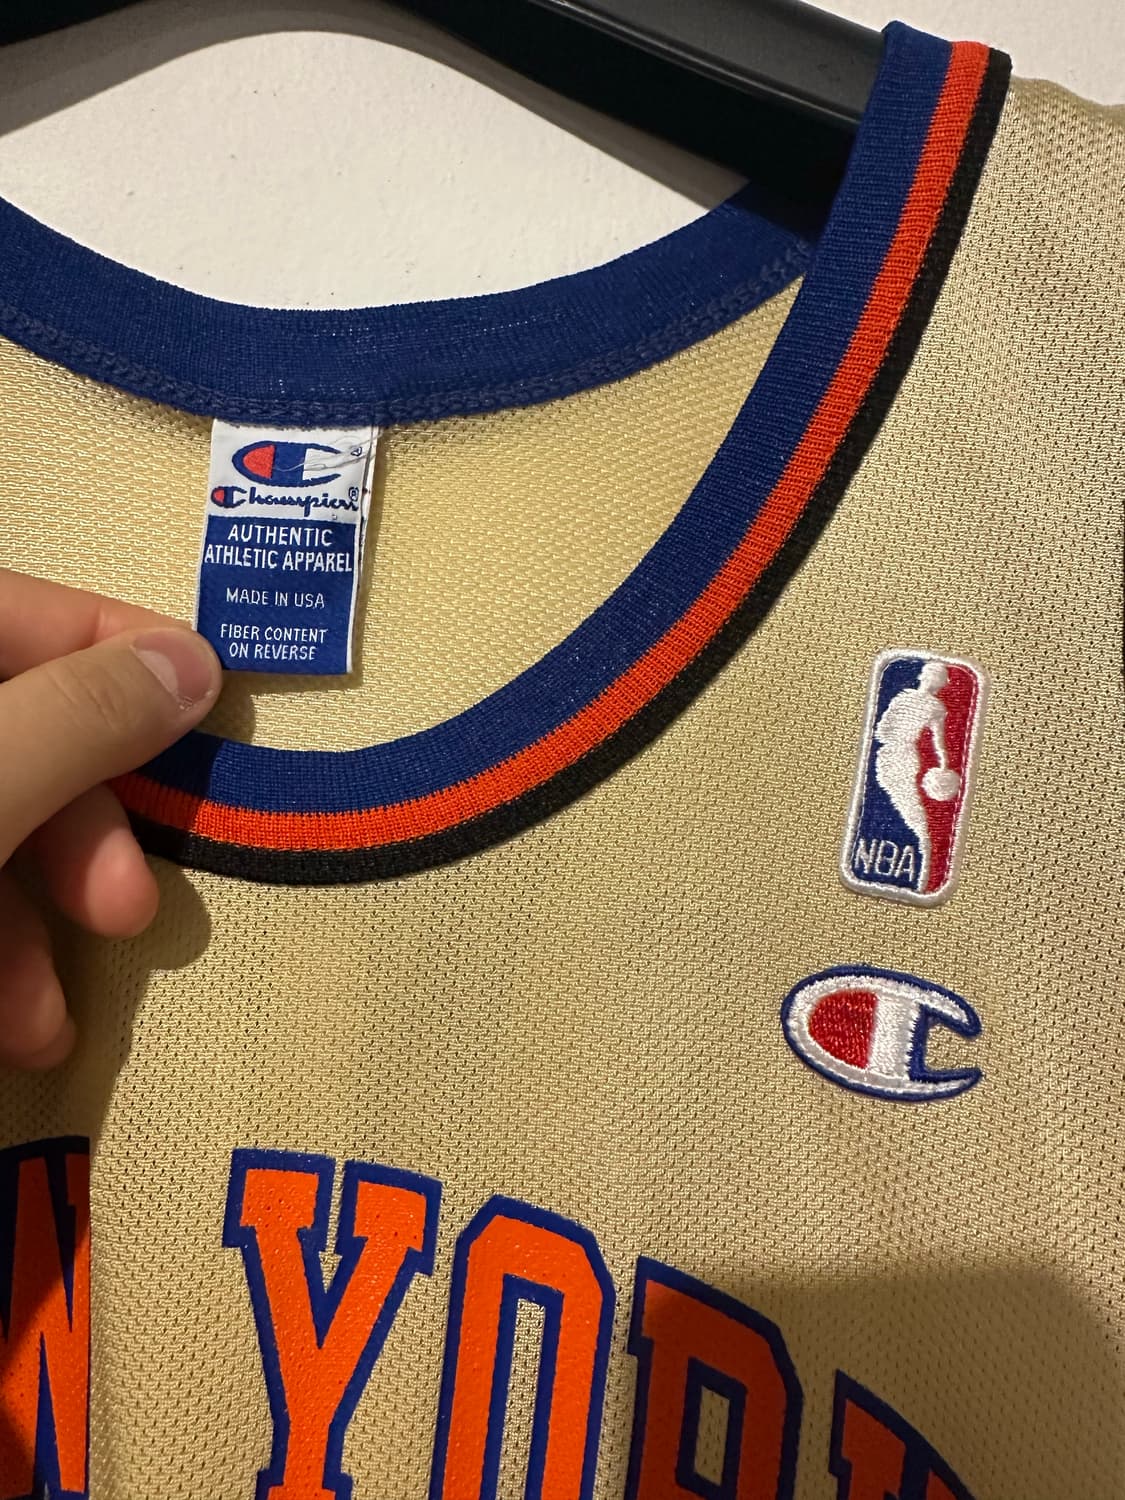 Champion
AUTHENTIC
ATHLETIC APPAREL
MADE IN USA
FIBER CONTENT
ON REVERSE
NBA
W YOR